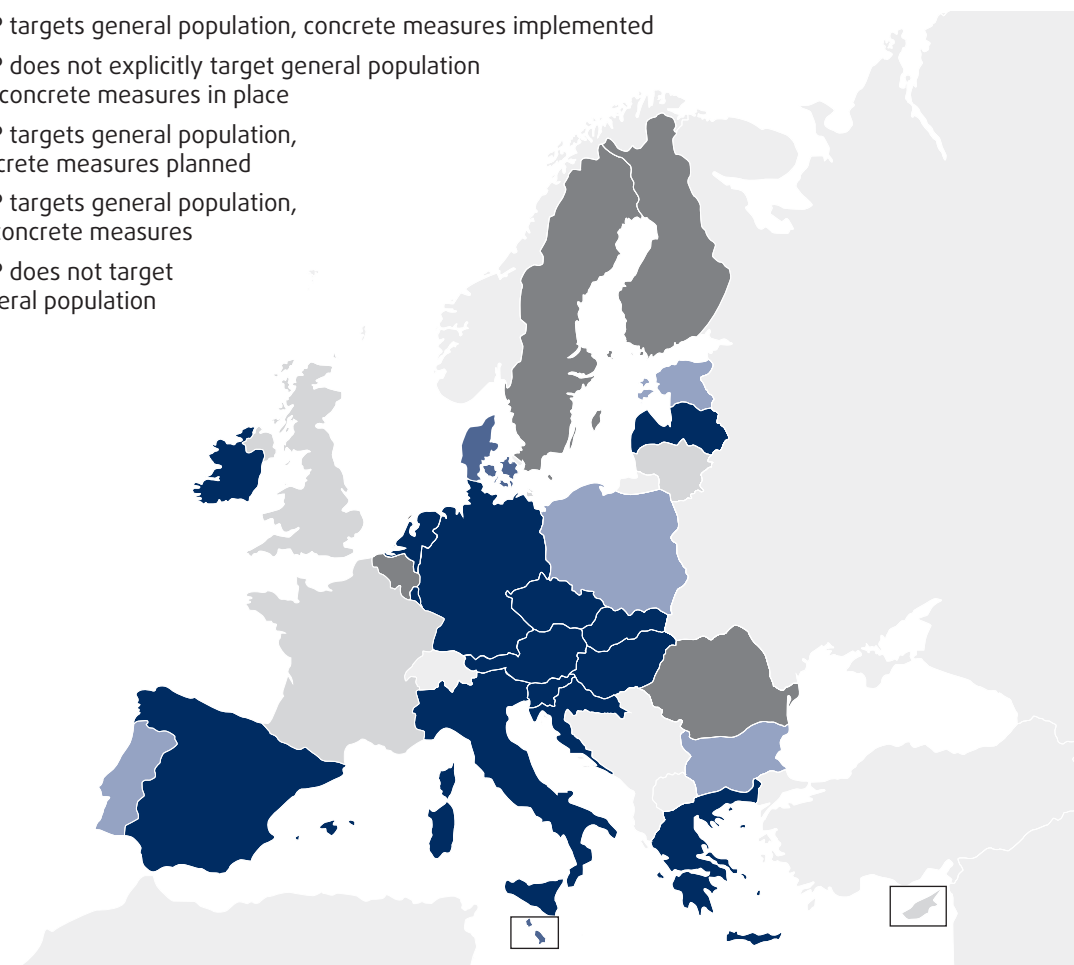 targets general population, concrete measures implemented
does not explicitly target general population
concrete measures in place
targets general population,
crete measures planned
targets general population,
concrete measures
does not target
eral population